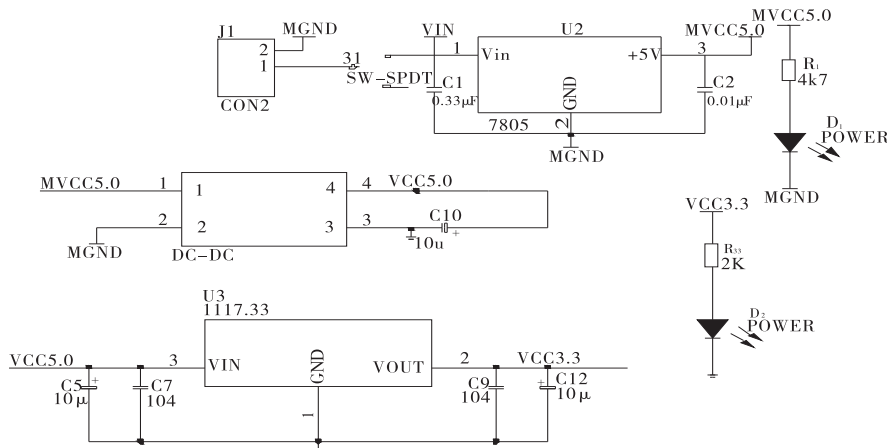 J1
MGND
2
1
CON2
31
SW-SPDT
VIN
1
C1
0.33μF
U2
Vin
+5V
GND
2
7805
MGND
MVCC5.0
3
C2
0.01μF
MVCC5.0
R1
4k7
D1
POWER
MGND
MVCC5.0
1
1
4
4
VCC5.0
2
2
3
3
MGND
DC-DC
C10
+
10u
VCC3.3
R33
2K
D2
POWER
U3
1117.33
VCC5.0
3
VIN
GND
VOUT
2
VCC3.3
1
C5
+
10μ
C7
104
C9
104
+
C12
10μ